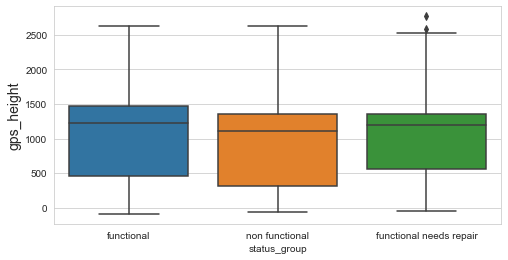 gps_height
2500
2000
1500
1000
500
0
functional
non functional
functional needs repair
status_group